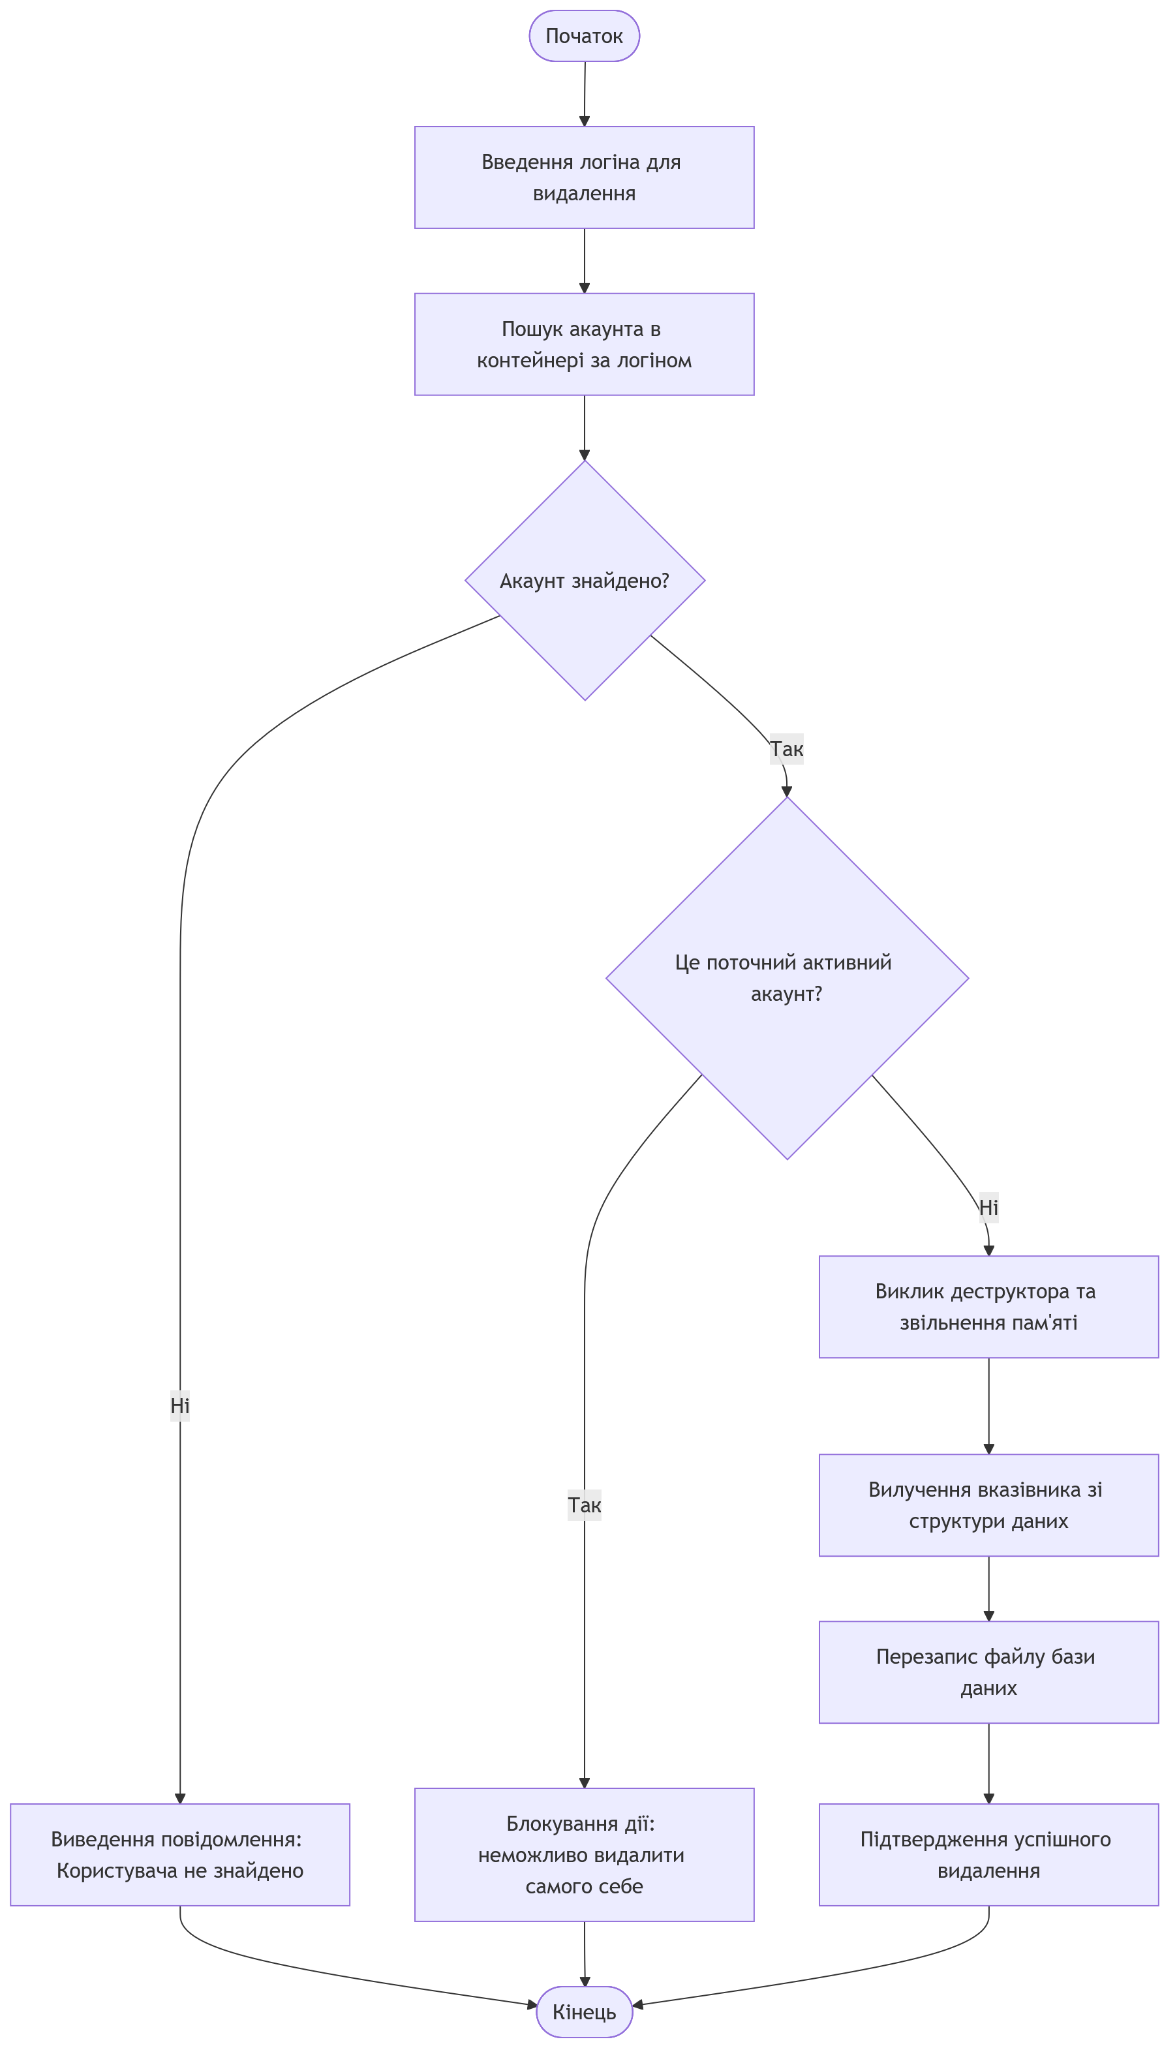 Початок
Введення логіна для
видалення
Пошук акаунта в
контейнері за логіном
Акаунт знайдено?
Так
Це поточний активний
акаунт?
Ні
Виклик деструктора та
звільнення пам'яті
Ні
Вилучення вказівника зі
структури даних
Так
Перезапис файлу бази
даних
Виведення повідомлення:
Користувача не знайдено
Блокування дії:
неможливо видалити
самого себе
Підтвердження успішного
видалення
Кінець